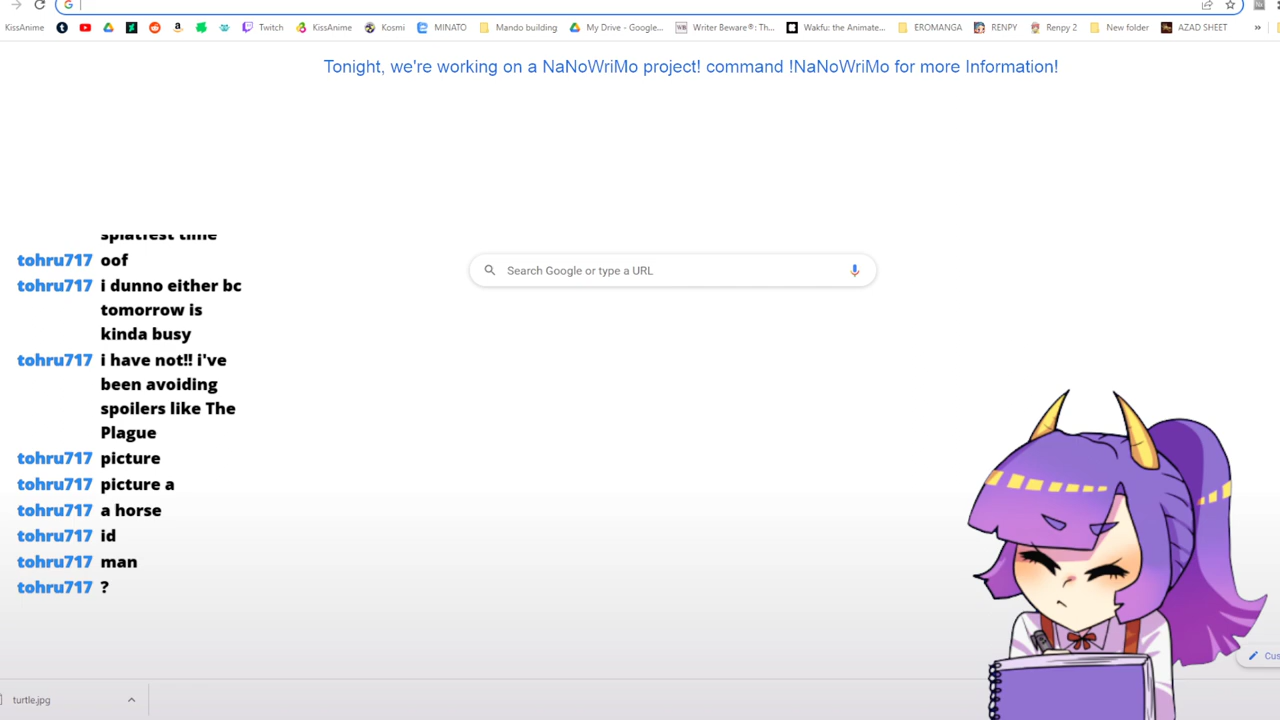 KissAnime Twitch KissAnime Kosmi MINATO Mando building My Drive - Google... Writer Beware®: Th... Wakfu: the Animate... EROMANGA RENPY Renpy 2 New folder AZAD SHEET »
Tonight, we're working on a NaNoWriMo project! command !NaNoWriMo for more Information!
Search Google or type a URL
splatfest time
tohru717 oof
tohru717 i dunno either bc
tomorrow is
kinda busy
tohru717 i have not!! i've
been avoiding
spoilers like The
Plague
tohru717 picture
tohru717 picture a
tohru717 a horse
tohru717 id
tohru717 man
tohru717 ?
Cus
turtle.jpg